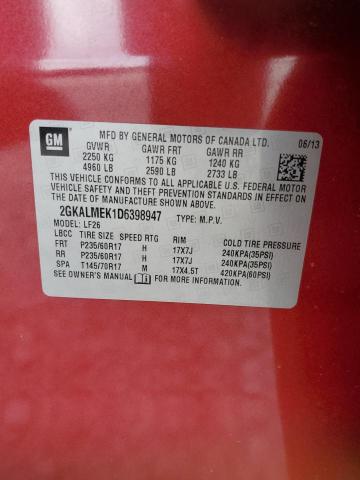 GM
MFD BY GENERAL MOTORS OF CANADA LTD.
06/13
GVWR GAWR FRT GAWR RR
2250 KG 1175 KG 1240 KG
4960 LB 2590 LB 2733 LB
THIS VEHICLE CONFORMS TO ALL APPLICABLE U.S. FEDERAL MOTOR
VEHICLE SAFETY AND THEFT PREVENTION STANDARDS IN
EFFECT ON THE DATE OF MANUFACTURE SHOWN ABOVE.
2GKALMEK1D6398947 TYPE: M.P.V.
MODEL: LF26
LBCC TIRE SIZE SPEED RTG RIM COLD TIRE PRESSURE
FRT P235/60R17 H 17X7J 240KPA(35PSI)
RR P235/60R17 H 17X7J 240KPA(35PSI)
SPA T145/70R17 M 17X4.5T 420KPA(60PSI)
SEE OWNER'S MANUAL FOR MORE INFORMATION.